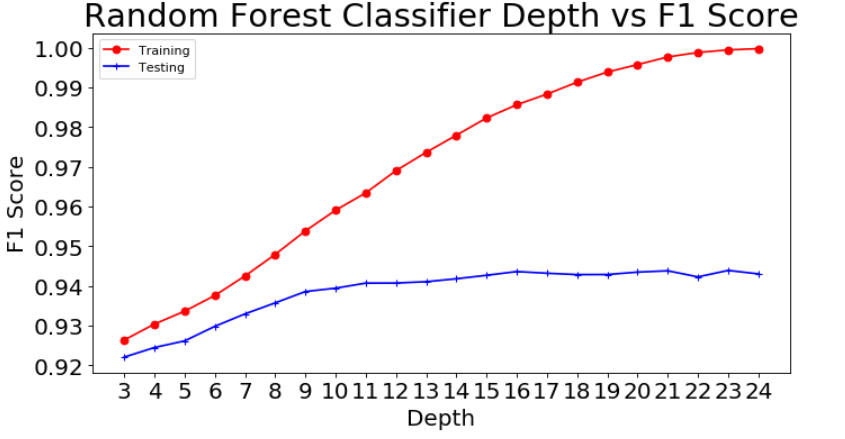 Random Forest Classifier Depth vs F1 Score
Training
Testing
1.00
0.99
0.98
0.97
0.96
0.95
0.94
0.93
0.92
F1 Score
3 4 5 6 7 8 9 10 11 12 13 14 15 16 17 18 19 20 21 22 23 24
Depth